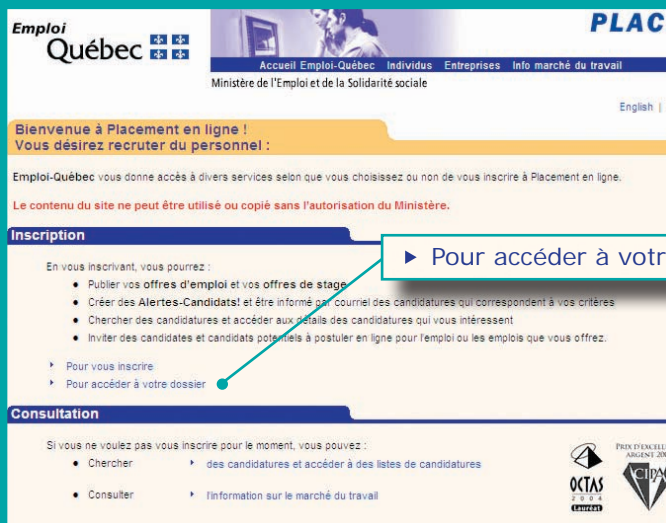 Emploi
Québec
PLAC
Accueil Emploi-Québec Individus Entreprises Info marché du travail
Ministère de l'Emploi et de la Solidarité sociale
English |
Bienvenue à Placement en ligne !
Vous désirez recruter du personnel :
Emploi-Québec vous donne accès à divers services selon que vous choisissez ou non de vous inscrire à Placement en ligne.
Le contenu du site ne peut être utilisé ou copié sans l'autorisation du Ministère.
Inscription
► Pour accéder à votr
En vous inscrivant, vous pourrez :
• Publier vos offres d'emploi et vos offres de stage
• Créer des Alertes-Candidats! et être informé par courriel des candidatures qui correspondent à vos critères
• Chercher des candidatures et accéder aux détails des candidatures qui vous intéressent
• Inviter des candidates et candidats potentiels à postuler en ligne pour l'emploi ou les emplois que vous offrez.
Pour vous inscrire
Pour accéder à votre dossier
Consultation
Si vous ne voulez pas vous inscrire pour le moment, vous pouvez :
• Chercher des candidatures et accéder à des listes de candidatures
• Consulter l'information sur le marché du travail
OCTAS
2004
Lauréat
PRIX D'EXCELL
ARGENT 200
CIPA